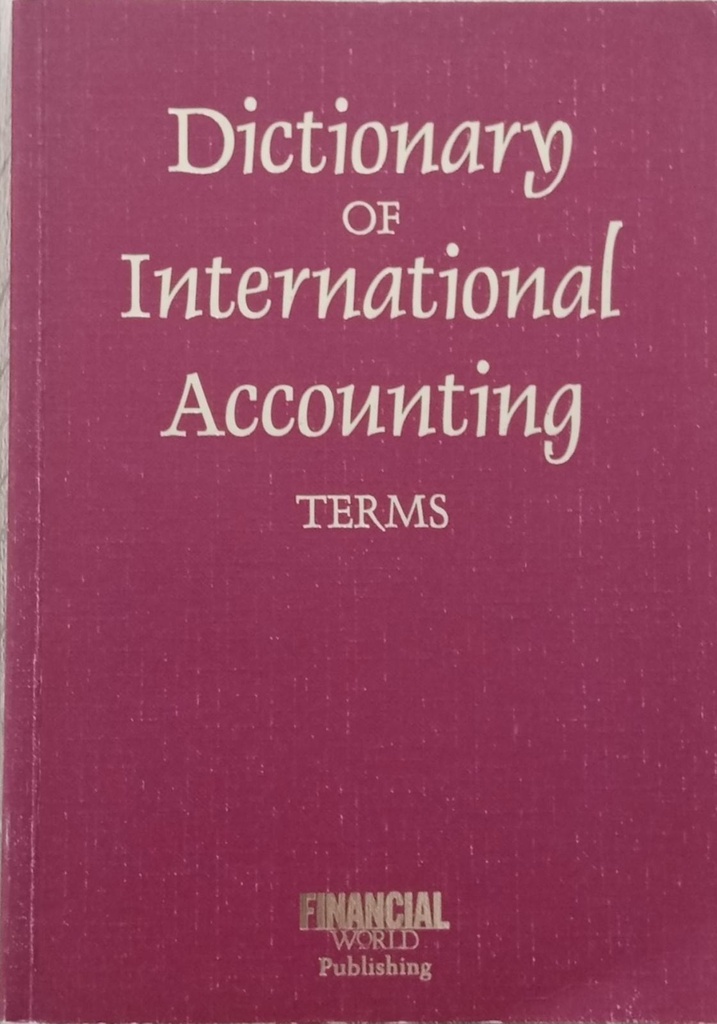 Dictionary
OF
International
Accounting
TERMS
FINANCIAL
WORLD
Publishing